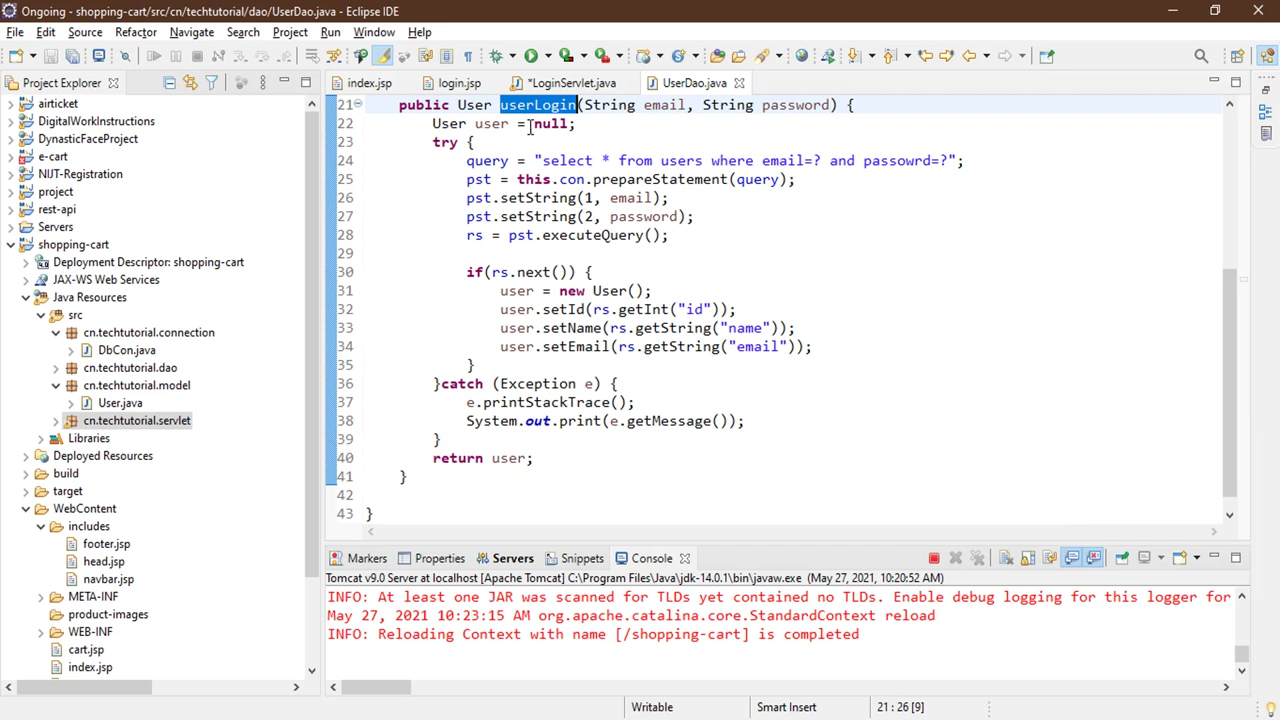 Ongoing - shopping-cart/src/cn/techtutorial/dao/UserDao.java - Eclipse IDE
File Edit Source Refactor Navigate Search Project Run Window Help
Project Explorer
airticket
DigitalWorkInstructions
DynasticFaceProject
e-cart
NIJT-Registration
project
rest-api
Servers
shopping-cart
Deployment Descriptor: shopping-cart
JAX-WS Web Services
Java Resources
src
cn.techtutorial.connection
DbCon.java
cn.techtutorial.dao
cn.techtutorial.model
User.java
cn.techtutorial.servlet
Libraries
Deployed Resources
build
target
WebContent
includes
footer.jsp
head.jsp
navbar.jsp
META-INF
product-images
WEB-INF
cart.jsp
index.jsp
index.jsp login.jsp *LoginServlet.java UserDao.java
21 public User userLogin(String email, String password) {
22 User user = null;
23 try {
24 query = "select * from users where email=? and passowrd=?";
25 pst = this.con.prepareStatement(query);
26 pst.setString(1, email);
27 pst.setString(2, password);
28 rs = pst.executeQuery();
29
30 if(rs.next()) {
31 user = new User();
32 user.setId(rs.getInt("id"));
33 user.setName(rs.getString("name"));
34 user.setEmail(rs.getString("email"));
35 }
36 }catch (Exception e) {
37 e.printStackTrace();
38 System.out.print(e.getMessage());
39 }
40 return user;
41 }
42
43 }
Markers Properties Servers Snippets Console
Tomcat v9.0 Server at localhost [Apache Tomcat] C:\Program Files\Java\jdk-14.0.1\bin\javaw.exe (May 27, 2021, 10:20:52 AM)
INFO: At least one JAR was scanned for TLDs yet contained no TLDs. Enable debug logging for this logger for
May 27, 2021 10:23:15 AM org.apache.catalina.core.StandardContext reload
INFO: Reloading Context with name [/shopping-cart] is completed
Writable Smart Insert 21 : 26 [9]